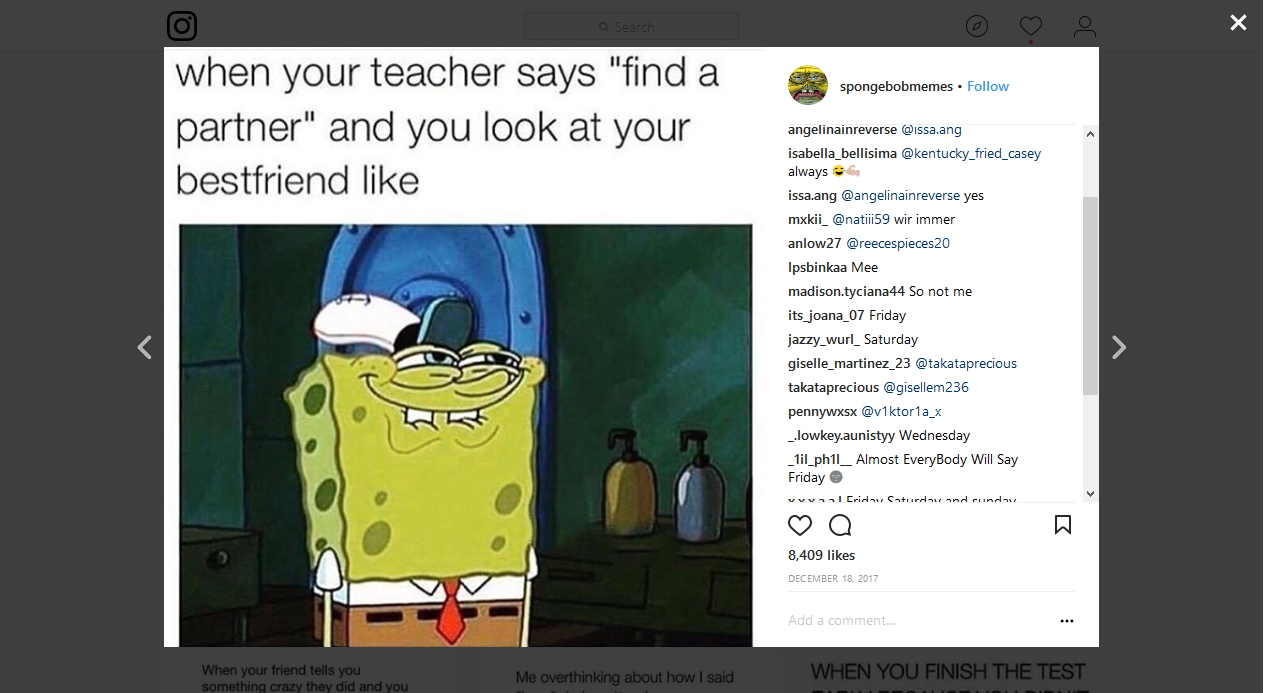 Search
when your teacher says "find a
partner" and you look at your
bestfriend like
spongebobmemes • Follow
angelinainreverse @issa.ang
isabella_bellisima @kentucky_fried_casey
always 😂💪🏻
issa.ang @angelinainreverse yes
mxkii_ @natiii59 wir immer
anlow27 @reecespieces20
lpsbinkaa Mee
madison.tyciana44 So not me
its_joana_07 Friday
jazzy_wurl_ Saturday
giselle_martinez_23 @takataprecious
takataprecious @gisellem236
pennywxsx @v1ktor1a_x
_.lowkey.aunistyy Wednesday
_1il_ph1l__ Almost EveryBody Will Say
Friday 🌚
Friday Saturday and sunday
8,409 likes
DECEMBER 18, 2017
Add a comment...
When your friend tells you
something crazy they did and you
Me overthinking about how I said
WHEN YOU FINISH THE TEST